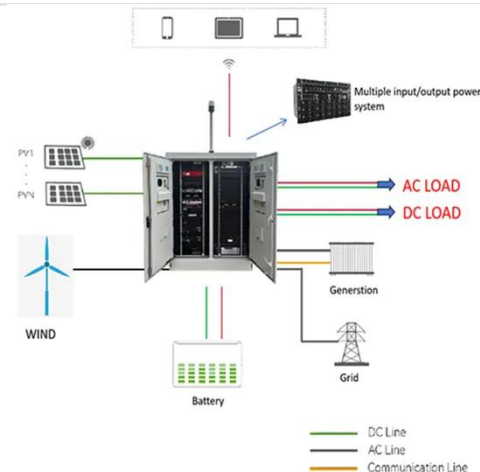 Multiple input/output power
system
PV1
PVN
AC LOAD
DC LOAD
WIND
Generstion
Grid
Battery
DC Line
AC Line
Communication Line